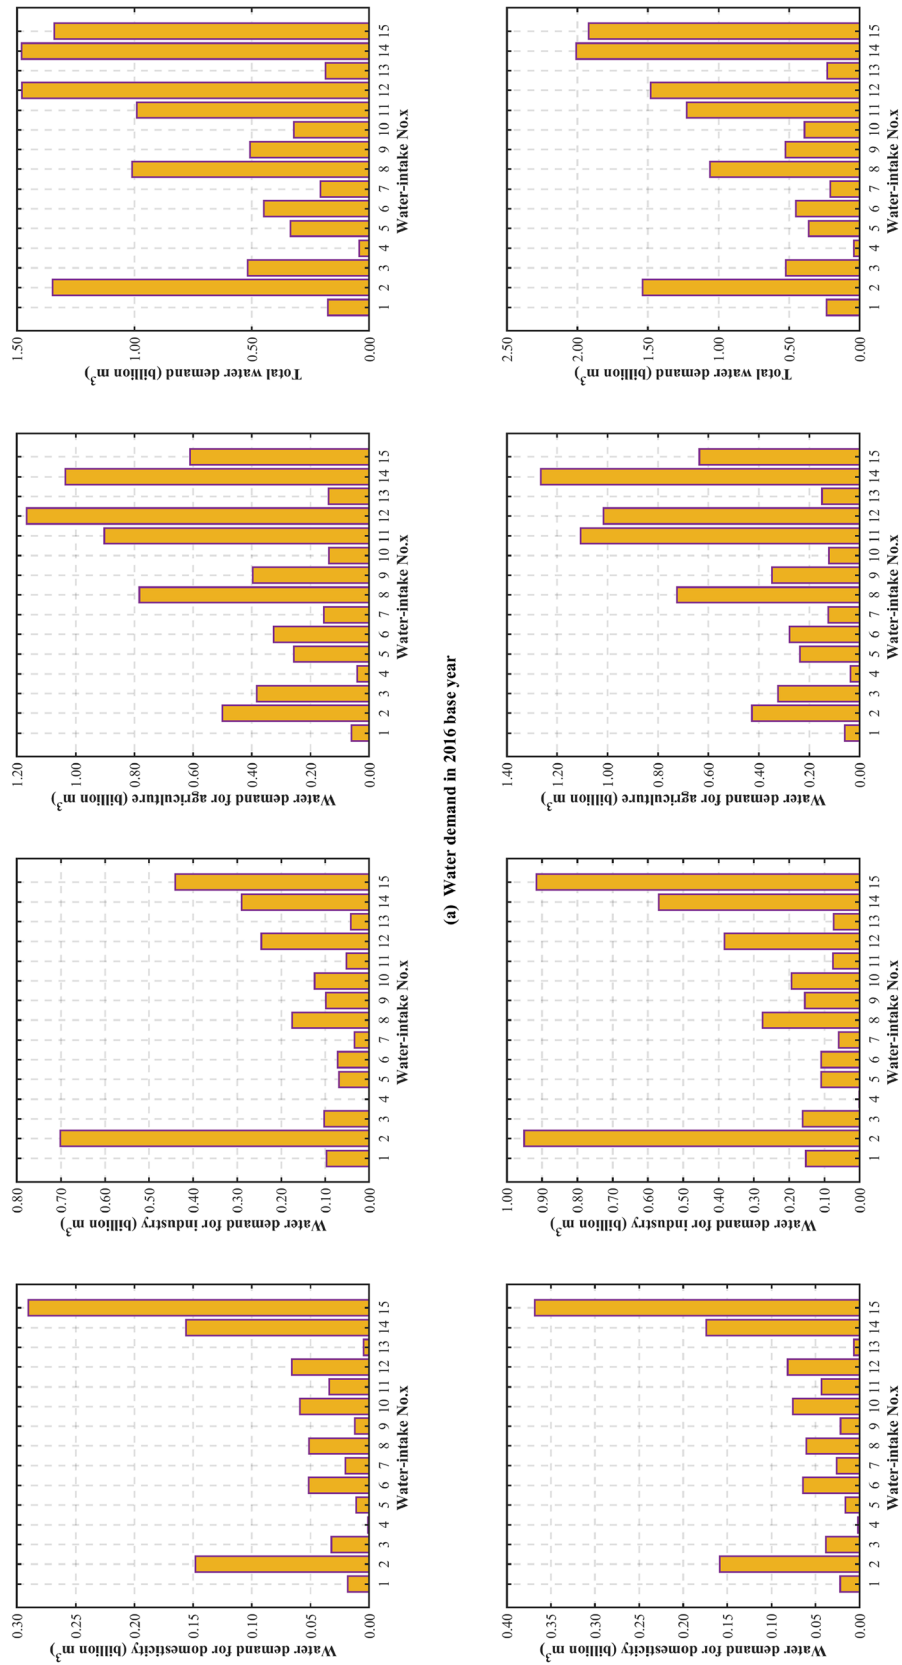 Water demand for domesticity (billion m³)
0.30
0.25
0.20
0.15
0.10
0.05
0.00
1 2 3 4 5 6 7 8 9 10 11 12 13 14 15
Water-intake No.x
Water demand for industry (billion m³)
0.80
0.70
0.60
0.50
0.40
0.30
0.20
0.10
0.00
1 2 3 4 5 6 7 8 9 10 11 12 13 14 15
Water-intake No.x
Water demand for agriculture (billion m³)
1.20
1.00
0.80
0.60
0.40
0.20
0.00
1 2 3 4 5 6 7 8 9 10 11 12 13 14 15
Water-intake No.x
Total water demand (billion m³)
1.50
1.00
0.50
0.00
1 2 3 4 5 6 7 8 9 10 11 12 13 14 15
Water-intake No.x
(a) Water demand in 2016 base year
Water demand for domesticity (billion m³)
0.40
0.35
0.30
0.25
0.20
0.15
0.10
0.05
0.00
1 2 3 4 5 6 7 8 9 10 11 12 13 14 15
Water-intake No.x
Water demand for industry (billion m³)
1.00
0.90
0.80
0.70
0.60
0.50
0.40
0.30
0.20
0.10
0.00
1 2 3 4 5 6 7 8 9 10 11 12 13 14 15
Water-intake No.x
Water demand for agriculture (billion m³)
1.40
1.20
1.00
0.80
0.60
0.40
0.20
0.00
1 2 3 4 5 6 7 8 9 10 11 12 13 14 15
Water-intake No.x
Total water demand (billion m³)
2.50
2.00
1.50
1.00
0.50
0.00
1 2 3 4 5 6 7 8 9 10 11 12 13 14 15
Water-intake No.x